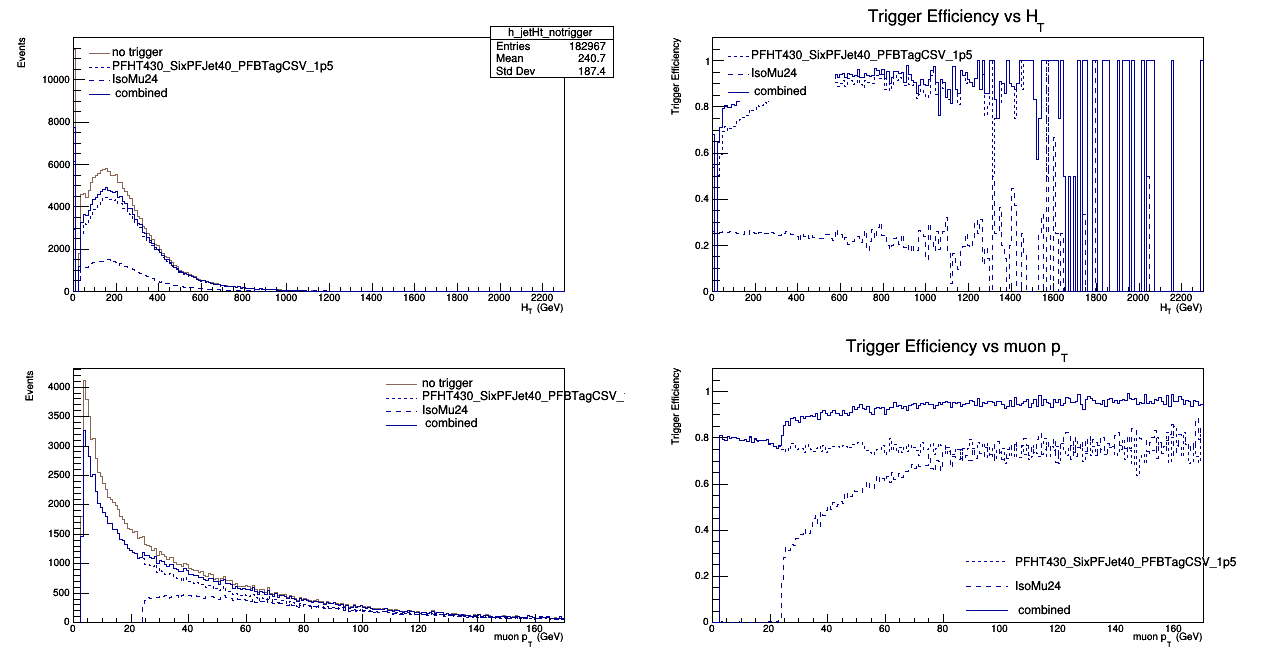 Events
no trigger
PFHT430_SixPFJet40_PFBTagCSV_1p5
IsoMu24
combined
h_jetHt_notrigger
Entries 182967
Mean 240.7
Std Dev 187.4
10000
8000
6000
4000
2000
0
0 200 400 600 800 1000 1200 1400 1600 1800 2000 2200
H_T (GeV)
Trigger Efficiency vs H_T
Trigger Efficiency
PFHT430_SixPFJet40_PFBTagCSV_1p5
IsoMu24
combined
1
0.8
0.6
0.4
0.2
0
0 200 400 600 800 1000 1200 1400 1600 1800 2000 2200
H_T (GeV)
Events
no trigger
PFHT430_SixPFJet40_PFBTagCSV_
IsoMu24
combined
4000
3500
3000
2500
2000
1500
1000
500
0
0 20 40 60 80 100 120 140 160
muon p_T (GeV)
Trigger Efficiency vs muon p_T
Trigger Efficiency
1
0.8
0.6
0.4
0.2
0
PFHT430_SixPFJet40_PFBTagCSV_1p5
IsoMu24
combined
0 20 40 60 80 100 120 140 160
muon p_T (GeV)